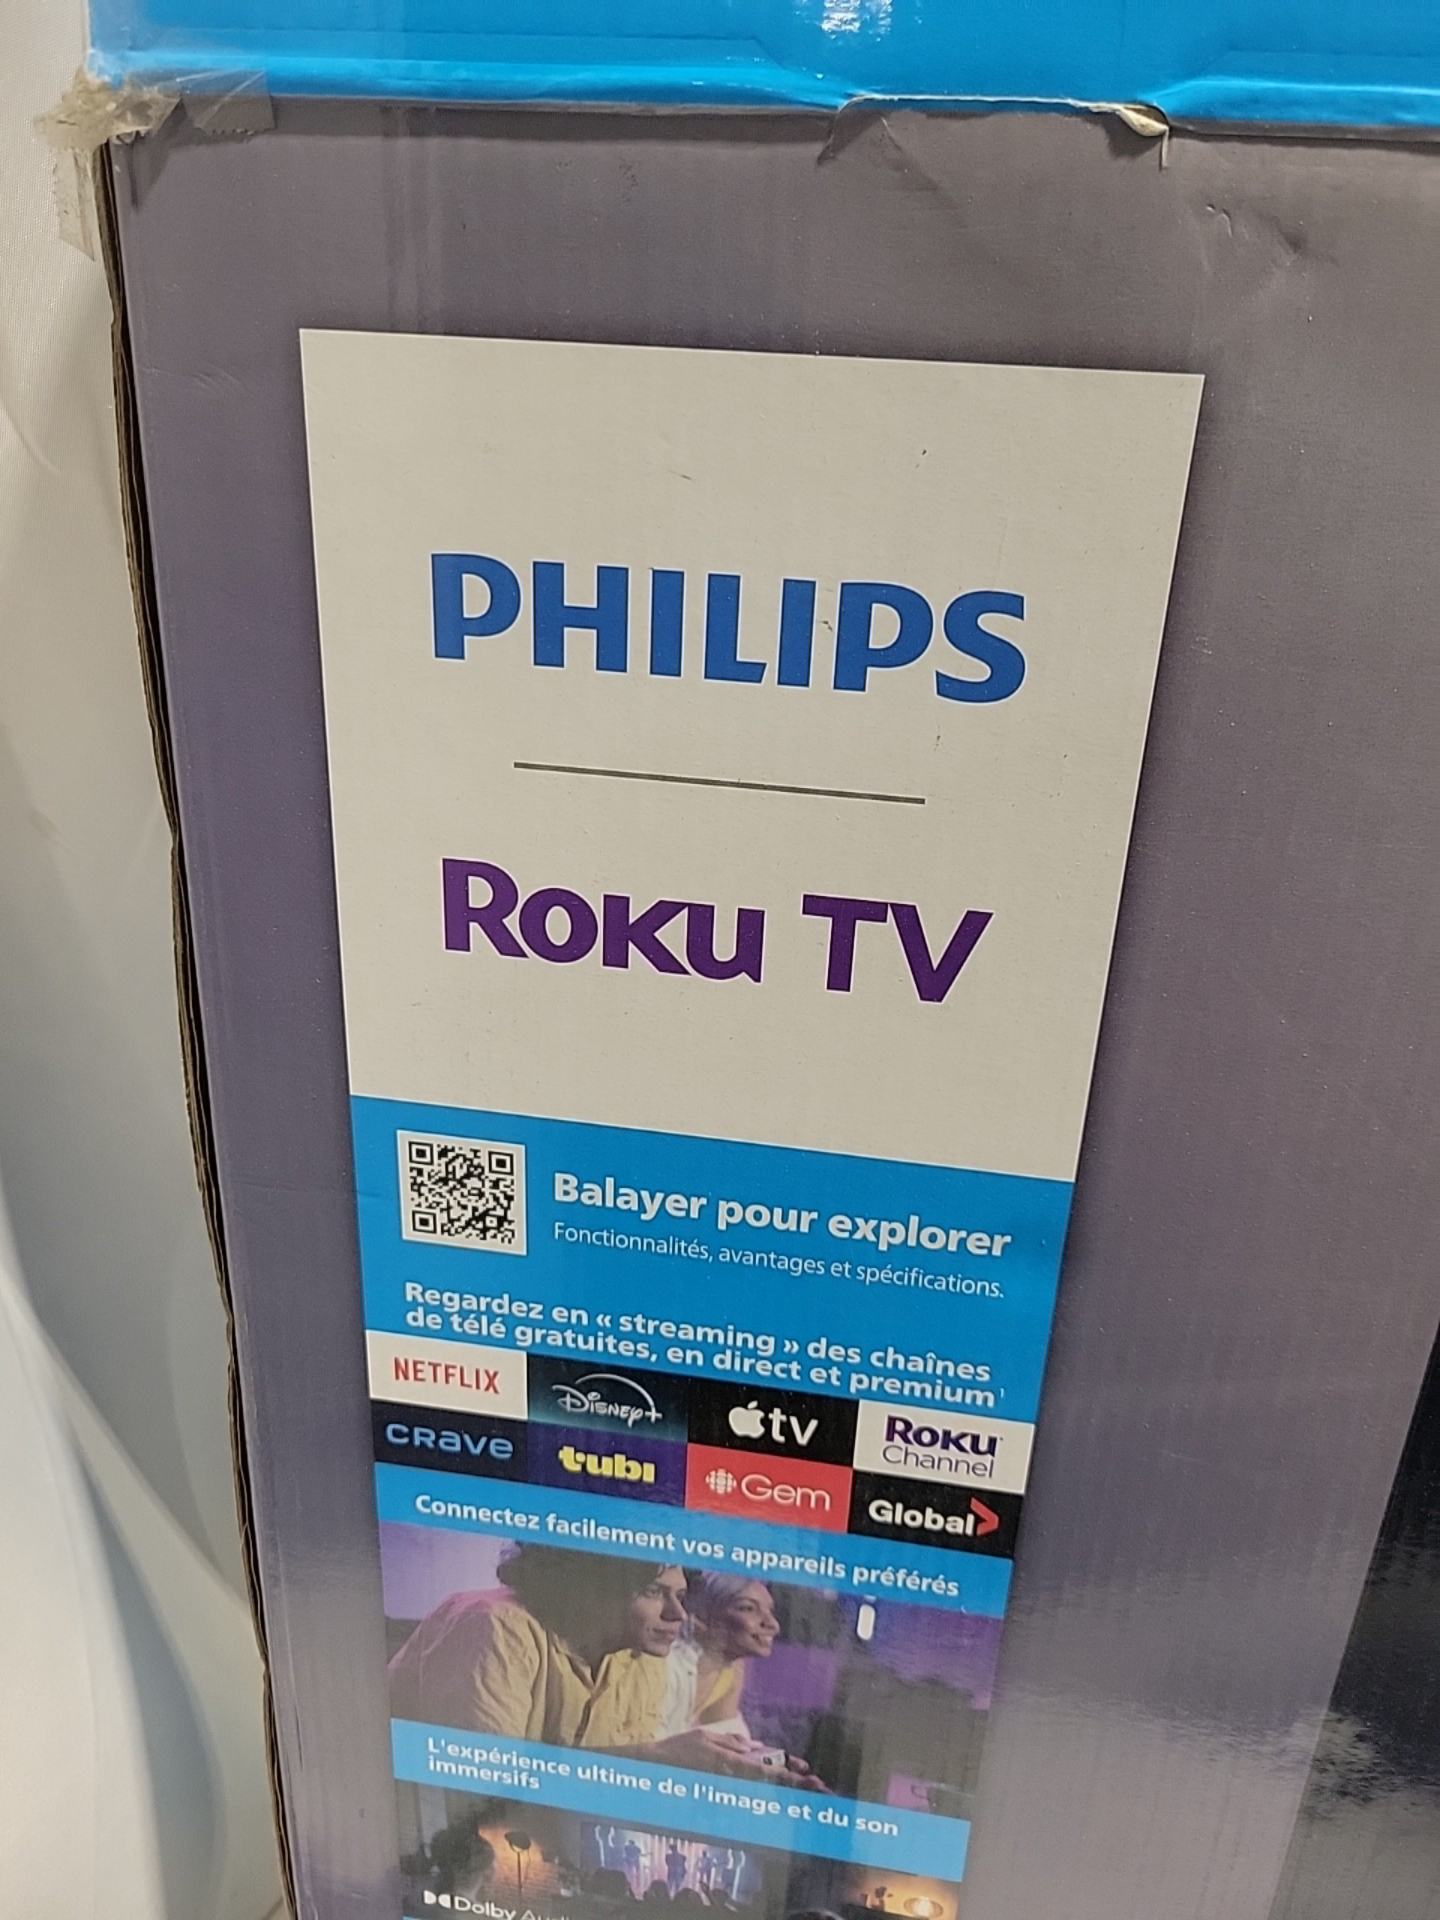 PHILIPS
ROKU TV
Balayer pour explorer
Fonctionnalités, avantages et spécifications.
Regardez en « streaming » des chaînes
de télé gratuites, en direct et premium¹
NETFLIX
DISNEY+
tv
ROKU
Channel
CRAVE
tubi
Gem
Global
Connectez facilement vos appareils préférés
L'expérience ultime de l'image et du son
immersifs
Dolby